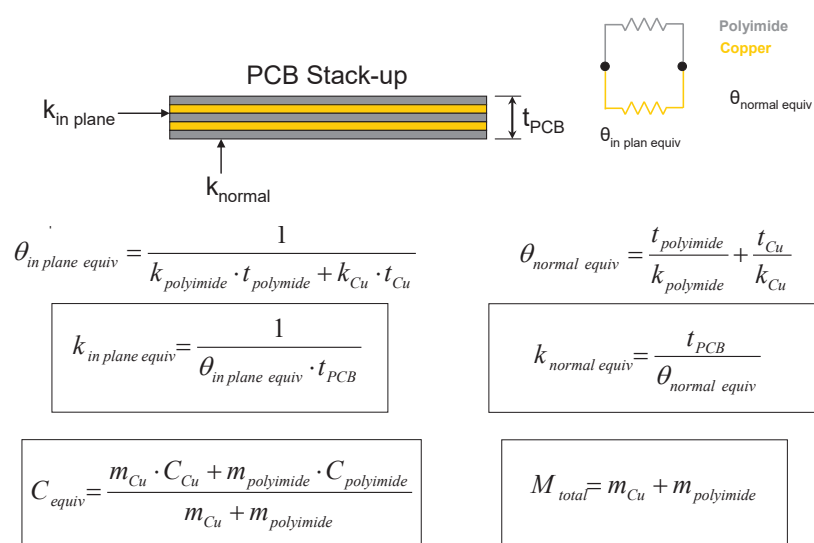 Polyimide
Copper
PCB Stack-up
k_in plane
t_PCB
θ_normal equiv
θ_in plan equiv
k_normal
θ_in plane equiv = 1 / (k_polyimide · t_polymide + k_Cu · t_Cu)
θ_normal equiv = t_polyimide / k_polymide + t_Cu / k_Cu
k_in plane equiv = 1 / (θ_in plane equiv · t_PCB)
k_normal equiv = t_PCB / θ_normal equiv
C_equiv = (m_Cu · C_Cu + m_polyimide · C_polyimide) / (m_Cu + m_polyimide)
M_total = m_Cu + m_polyimide